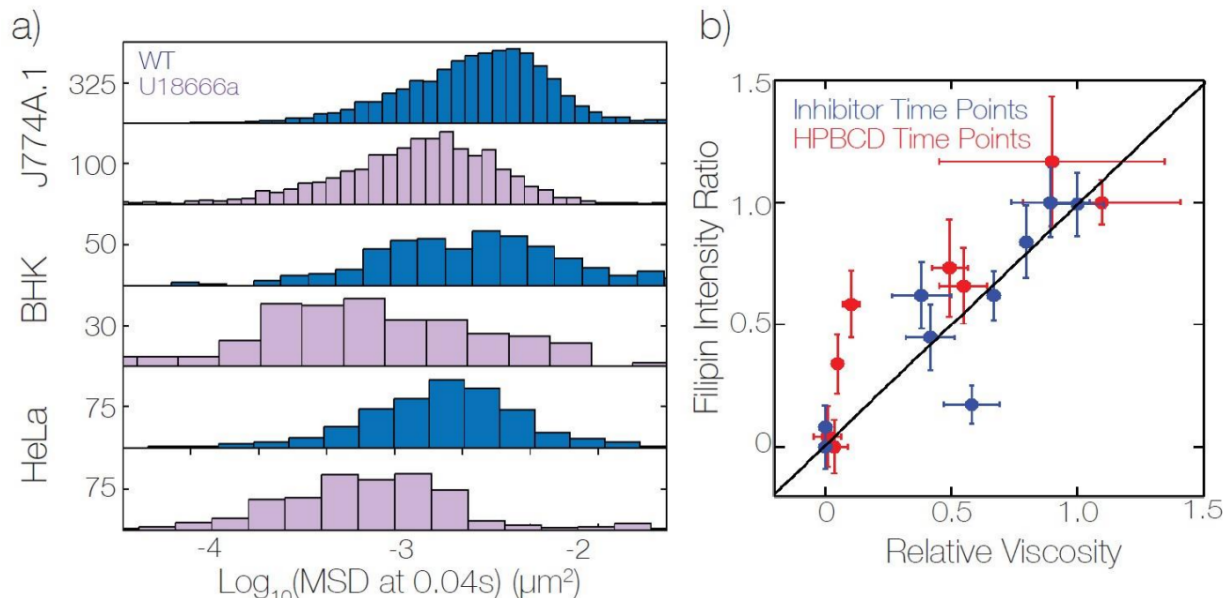 a)
WT
U18666a
J774A.1
325
100
BHK
50
30
HeLa
75
75
-4
-3
-2
Log10(MSD at 0.04s) (µm²)
b)
Inhibitor Time Points
HPBCD Time Points
Filipin Intensity Ratio
1.5
1.0
0.5
0
0
0.5
1.0
1.5
Relative Viscosity